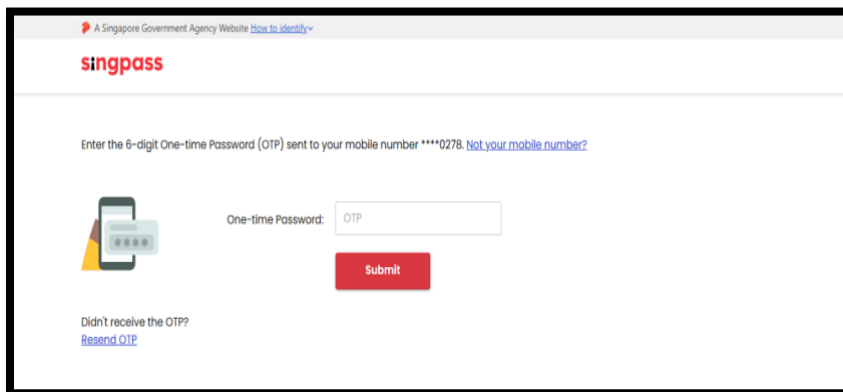 A Singapore Government Agency Website How to identify
singpass
Enter the 6-digit One-time Password (OTP) sent to your mobile number ****0278. Not your mobile number?
****
One-time Password:
OTP
Submit
Didn't receive the OTP?
Resend OTP